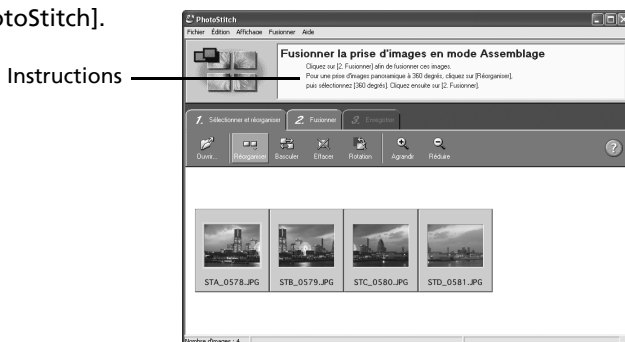 otoStitch].
Instructions
PhotoStitch
Fichier Édition Affichage Fusionner Aide
Fusionner la prise d'images en mode Assemblage
Cliquez sur [2. Fusionner] afin de fusionner ces images.
Pour une prise d'images panoramique à 360 degrés, cliquez sur [Réorganiser],
puis sélectionnez [360 degrés]. Cliquez ensuite sur [2. Fusionner].
1. Sélectionner et réorganiser 2. Fusionner 3. Enregistrer
Ouvrir... Réorganiser Basculer Effacer Rotation Agrandir Réduire ?
STA_0578.JPG STB_0579.JPG STC_0580.JPG STD_0581.JPG
Nombre d'images : 4